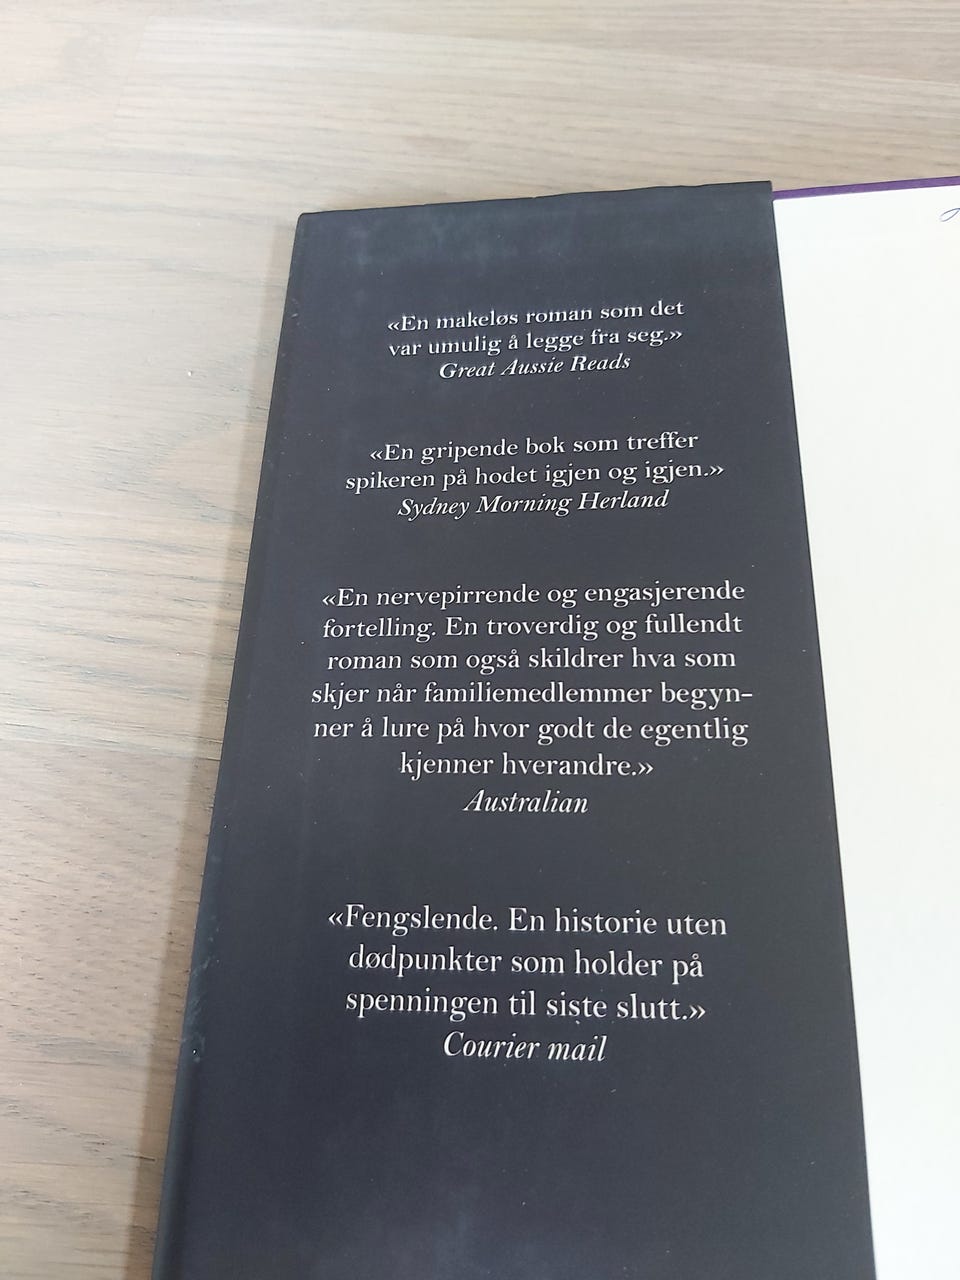 «En makeløs roman som det
var umulig å legge fra seg.»
Great Aussie Reads
«En gripende bok som treffer
spikeren på hodet igjen og igjen.»
Sydney Morning Herland
«En nervepirrende og engasjerende
fortelling. En troverdig og fullendt
roman som også skildrer hva som
skjer når familiemedlemmer begyn-
ner å lure på hvor godt de egentlig
kjenner hverandre.»
Australian
«Fengslende. En historie uten
dødpunkter som holder på
spenningen til siste slutt.»
Courier mail